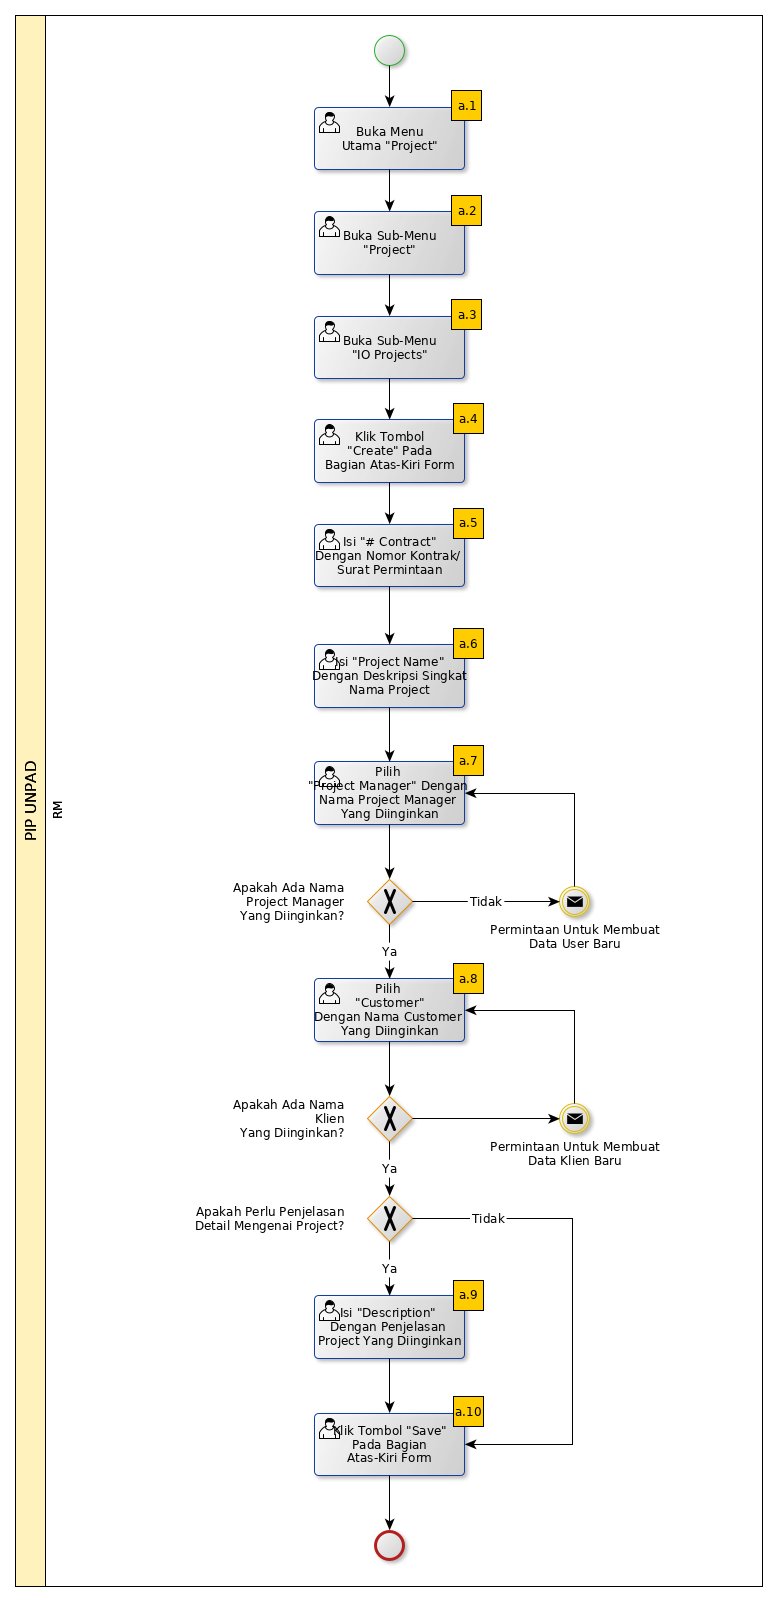 PIP UNPAD
RM
a.1
Buka Menu
Utama "Project"
a.2
Buka Sub-Menu
"Project"
a.3
Buka Sub-Menu
"IO Projects"
a.4
Klik Tombol
"Create" Pada
Bagian Atas-Kiri Form
a.5
Isi "# Contract"
Dengan Nomor Kontrak/
Surat Permintaan
a.6
Isi "Project Name"
Dengan Deskripsi Singkat
Nama Project
a.7
Pilih
"Project Manager" Dengan
Nama Project Manager
Yang Diinginkan
Apakah Ada Nama
Project Manager
Yang Diinginkan?
Tidak
Permintaan Untuk Membuat
Data User Baru
Ya
a.8
Pilih
"Customer"
Dengan Nama Customer
Yang Diinginkan
Apakah Ada Nama
Klien
Yang Diinginkan?
Permintaan Untuk Membuat
Data Klien Baru
Ya
Apakah Perlu Penjelasan
Detail Mengenai Project?
Tidak
Ya
a.9
Isi "Description"
Dengan Penjelasan
Project Yang Diinginkan
a.10
Klik Tombol "Save"
Pada Bagian
Atas-Kiri Form